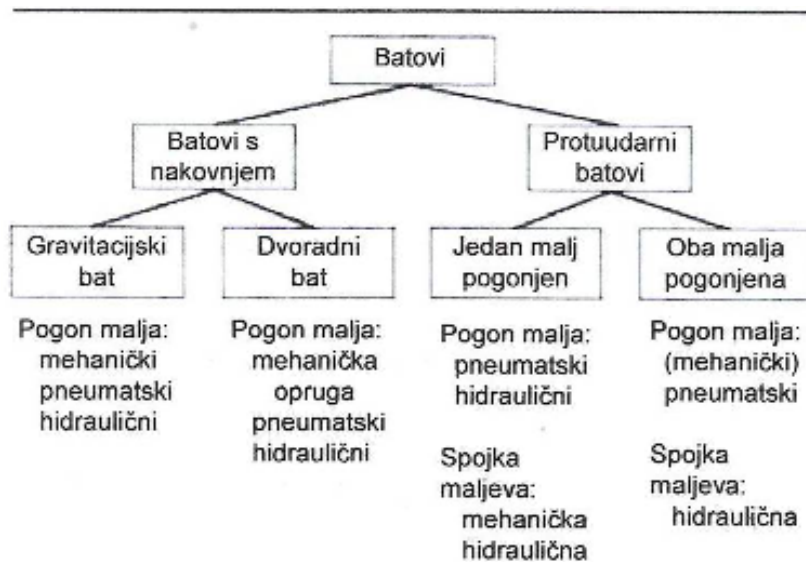 Batovi
Batovi s
nakovnjem
Protuudarni
batovi
Gravitacijski
bat
Dvoradni
bat
Jedan malj
pogonjen
Oba malja
pogonjena
Pogon malja:
mehanički
pneumatski
hidraulični
Pogon malja:
mehanička
opruga
pneumatski
hidraulični
Pogon malja:
pneumatski
hidraulični
Spojka
maljeva:
mehanička
hidraulična
Pogon malja:
(mehanički)
pneumatski
Spojka
maljeva:
hidraulična